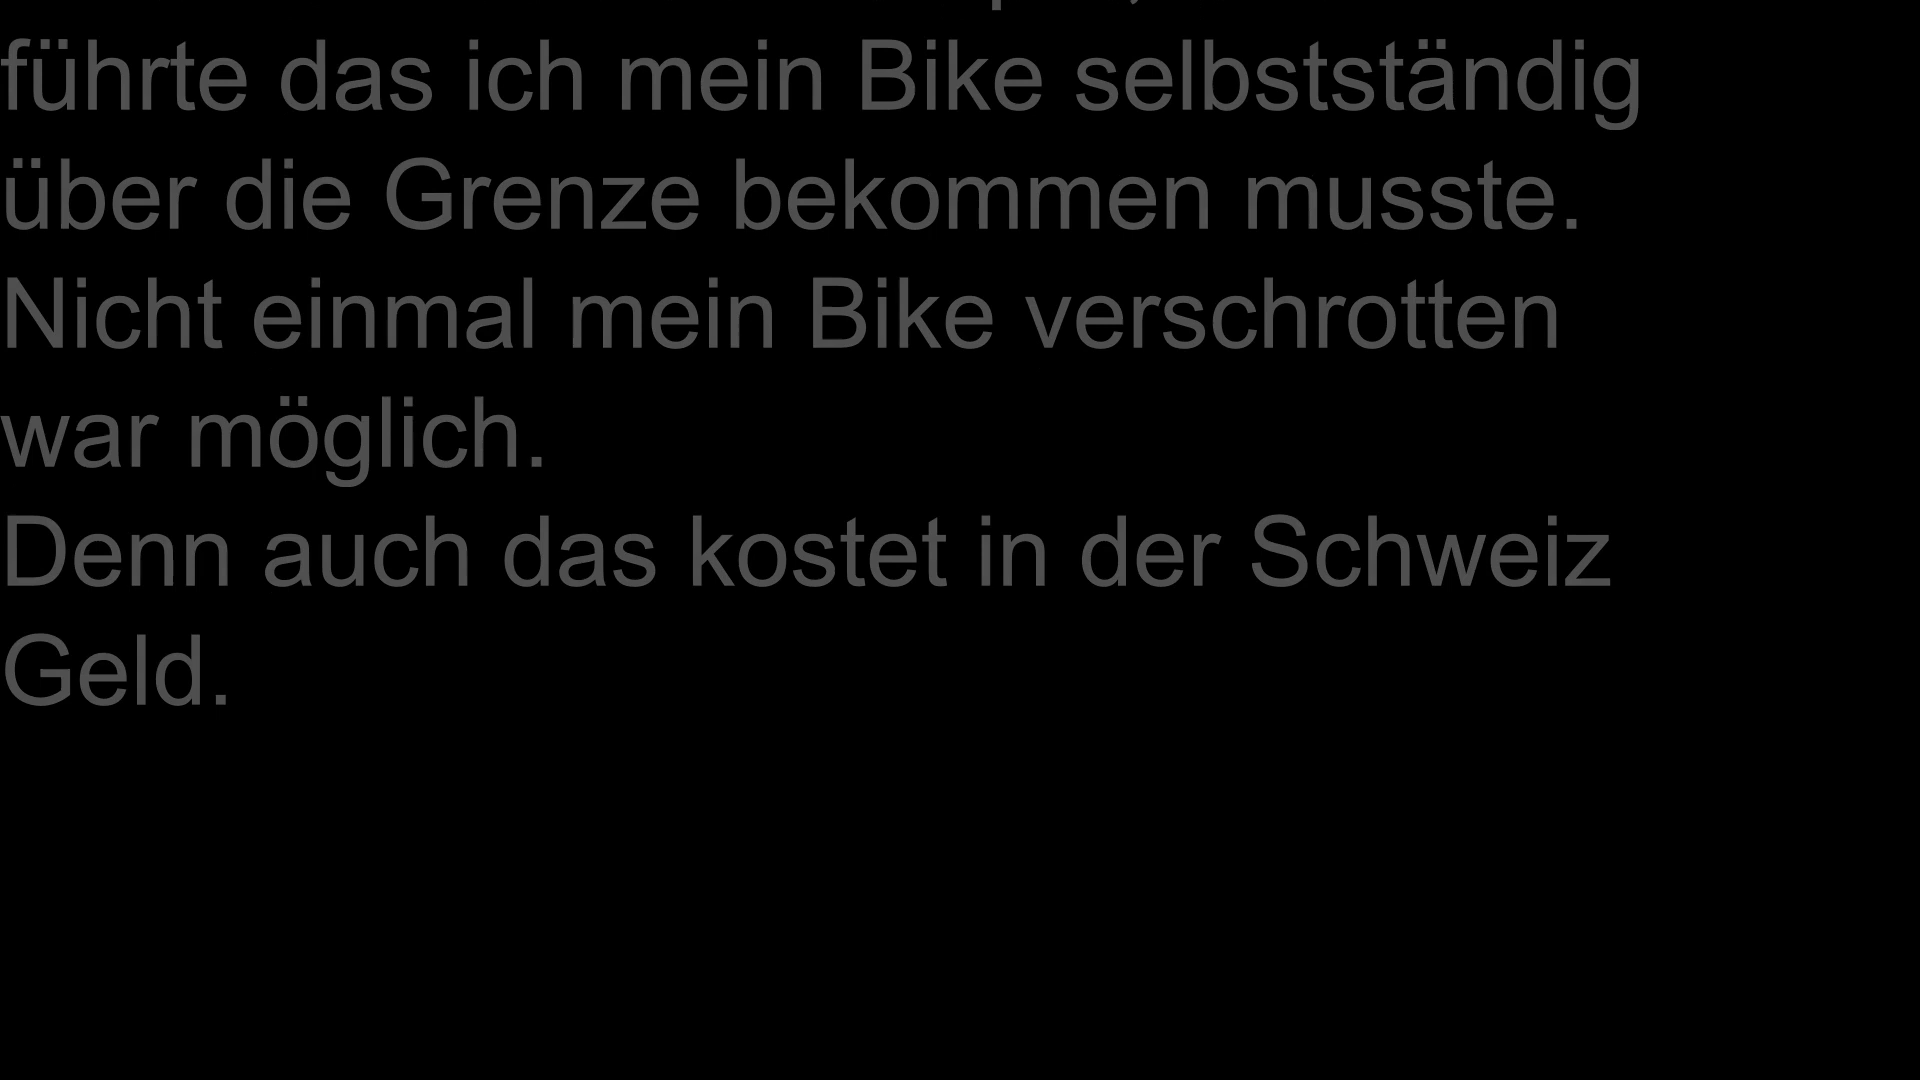 führte das ich mein Bike selbstständig
über die Grenze bekommen musste.
Nicht einmal mein Bike verschrotten
war möglich.
Denn auch das kostet in der Schweiz
Geld.